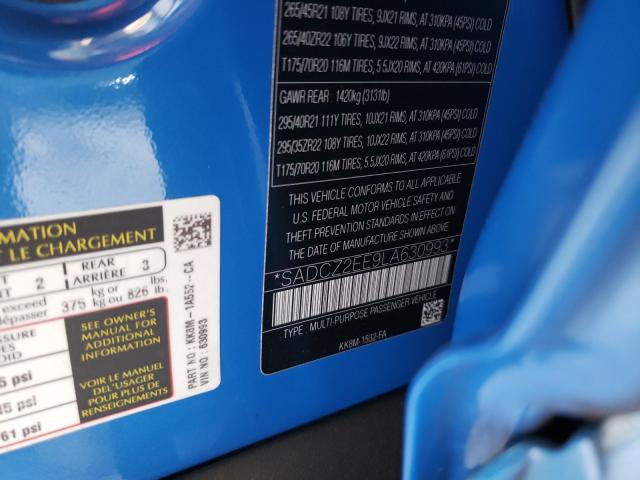 265/45R21 108Y TIRES, 9JX21 RIMS, AT 310KPA (45PSI) COLD
265/40ZR22 106Y TIRES, 9JX22 RIMS, AT 310KPA (45PSI) COLD
T175/70R20 116M TIRES, 5.5JX20 RIMS, AT 420KPA (61PSI) COLD
GAWR REAR : 1420kg (3131lb)
295/40R21 111Y TIRES, 10JX21 RIMS, AT 310KPA (45PSI) COLD
295/35ZR22 108Y TIRES, 10JX22 RIMS, AT 310KPA (45PSI) COLD
T175/70R20 116M TIRES, 5.5JX20 RIMS, AT 420KPA (61PSI) COLD
THIS VEHICLE CONFORMS TO ALL APPLICABLE
U.S. FEDERAL MOTOR VEHICLE SAFETY AND
THEFT PREVENTION STANDARDS IN EFFECT ON
THE DATE OF MANUFACTURE SHOWN ABOVE
*SADCZ2EE9LA630993*
TYPE : MULTI-PURPOSE PASSENGER VEHICLE
KK8M-1532-FA
RMATION
ET LE CHARGEMENT
2 REAR ARRIÈRE 3
exceed
dépasser 375 kg or kg ou 826 lbs. lb.
SEE OWNER'S
MANUAL FOR
ADDITIONAL
INFORMATION
VOIR LE MANUEL
DEL'USAGER
POUR PLUS DE
RENSEIGNEMENTS
5 psi
45 psi
61 psi
PART NO : KK8M-1A552--CA
VIN NO : 630993